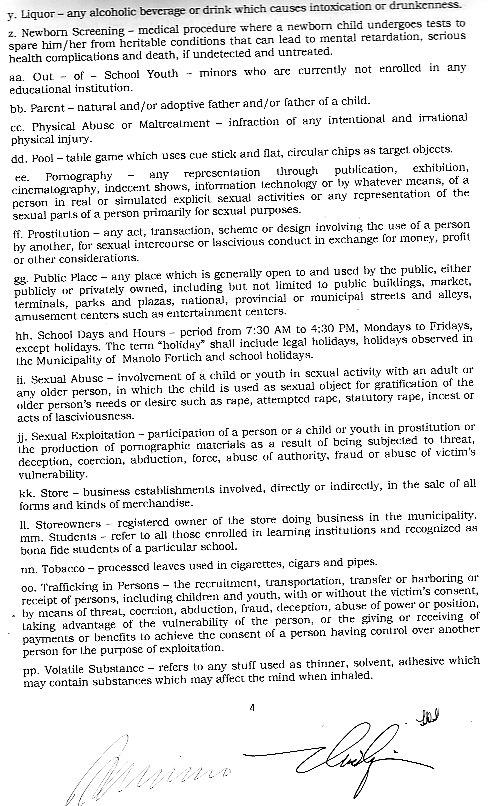 y. Liquor – any alcoholic beverage or drink which causes intoxication or drunkenness.
z. Newborn Screening – medical procedure where a newborn child undergoes tests to
spare him/her from heritable conditions that can lead to mental retardation, serious
health complications and death, if undetected and untreated.
aa. Out – of – School Youth – minors who are currently not enrolled in any
educational institution.
bb. Parent – natural and/or adoptive father and/or father of a child.
cc. Physical Abuse or Maltreatment – infraction of any intentional and irrational
physical injury.
dd. Pool – table game which uses cue stick and flat, circular chips as target objects.
ee. Pornography – any representation through publication, exhibition,
cinematography, indecent shows, information technology or by whatever means, of a
person in real or simulated explicit sexual activities or any representation of the
sexual parts of a person primarily for sexual purposes.
ff. Prostitution – any act, transaction, scheme or design involving the use of a person
by another, for sexual intercourse or lascivious conduct in exchange for money, profit
or other considerations.
gg. Public Place – any place which is generally open to and used by the public, either
publicly or privately owned, including but not limited to public buildings, market,
terminals, parks and plazas, national, provincial or municipal streets and alleys,
amusement centers such as entertainment centers.
hh. School Days and Hours – period from 7:30 AM to 4:30 PM, Mondays to Fridays,
except holidays. The term "holiday" shall include legal holidays, holidays observed in
the Municipality of Manolo Fortich and school holidays.
ii. Sexual Abuse – involvement of a child or youth in sexual activity with an adult or
any older person, in which the child is used as sexual object for gratification of the
older person's needs or desire such as rape, attempted rape, statutory rape, incest or
acts of lasciviousness.
jj. Sexual Exploitation – participation of a person or a child or youth in prostitution or
the production of pornographic materials as a result of being subjected to threat,
deception, coercion, abduction, force, abuse of authority, fraud or abuse of victim's
vulnerability.
kk. Store – business establishments involved, directly or indirectly, in the sale of all
forms and kinds of merchandise.
ll. Storeowners – registered owner of the store doing business in the municipality.
mm. Students – refer to all those enrolled in learning institutions and recognized as
bona fide students of a particular school.
nn. Tobacco – processed leaves used in cigarettes, cigars and pipes.
oo. Trafficking in Persons – the recruitment, transportation, transfer or harboring or
receipt of persons, including children and youth, with or without the victim's consent,
by means of threat, coercion, abduction, fraud, deception, abuse of power or position,
taking advantage of the vulnerability of the person, or the giving or receiving of
payments or benefits to achieve the consent of a person having control over another
person for the purpose of exploitation.
pp. Volatile Substance – refers to any stuff used as thinner, solvent, adhesive which
may contain substances which may affect the mind when inhaled.
4